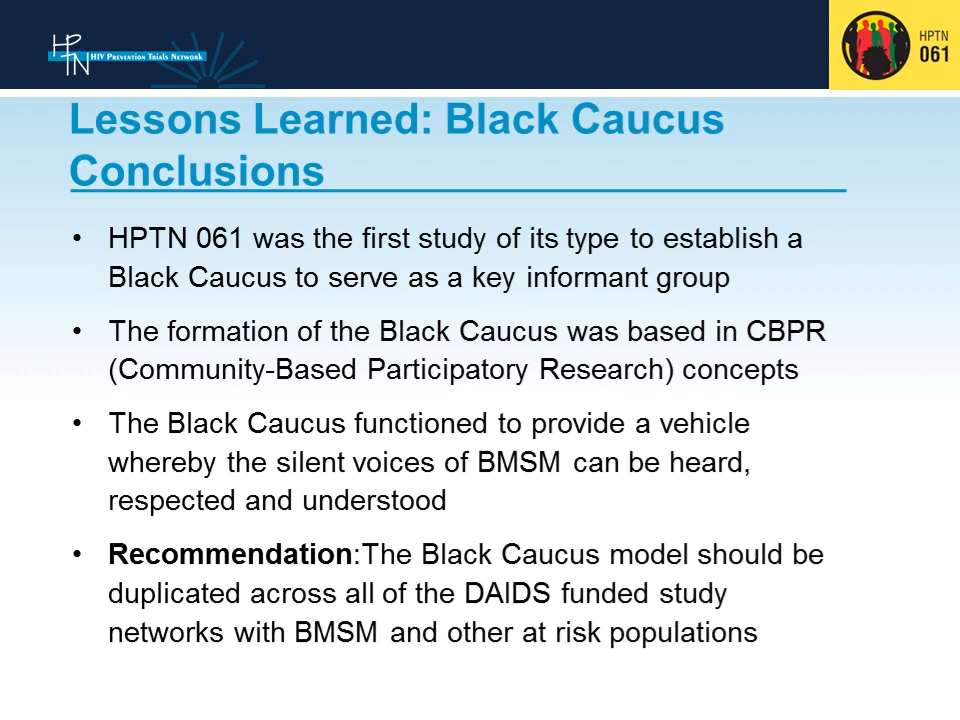 HPTN
HIV PREVENTION TRIALS NETWORK
HPTN
061
Lessons Learned: Black Caucus
Conclusions
• HPTN 061 was the first study of its type to establish a
Black Caucus to serve as a key informant group
• The formation of the Black Caucus was based in CBPR
(Community-Based Participatory Research) concepts
• The Black Caucus functioned to provide a vehicle
whereby the silent voices of BMSM can be heard,
respected and understood
• Recommendation:The Black Caucus model should be
duplicated across all of the DAIDS funded study
networks with BMSM and other at risk populations